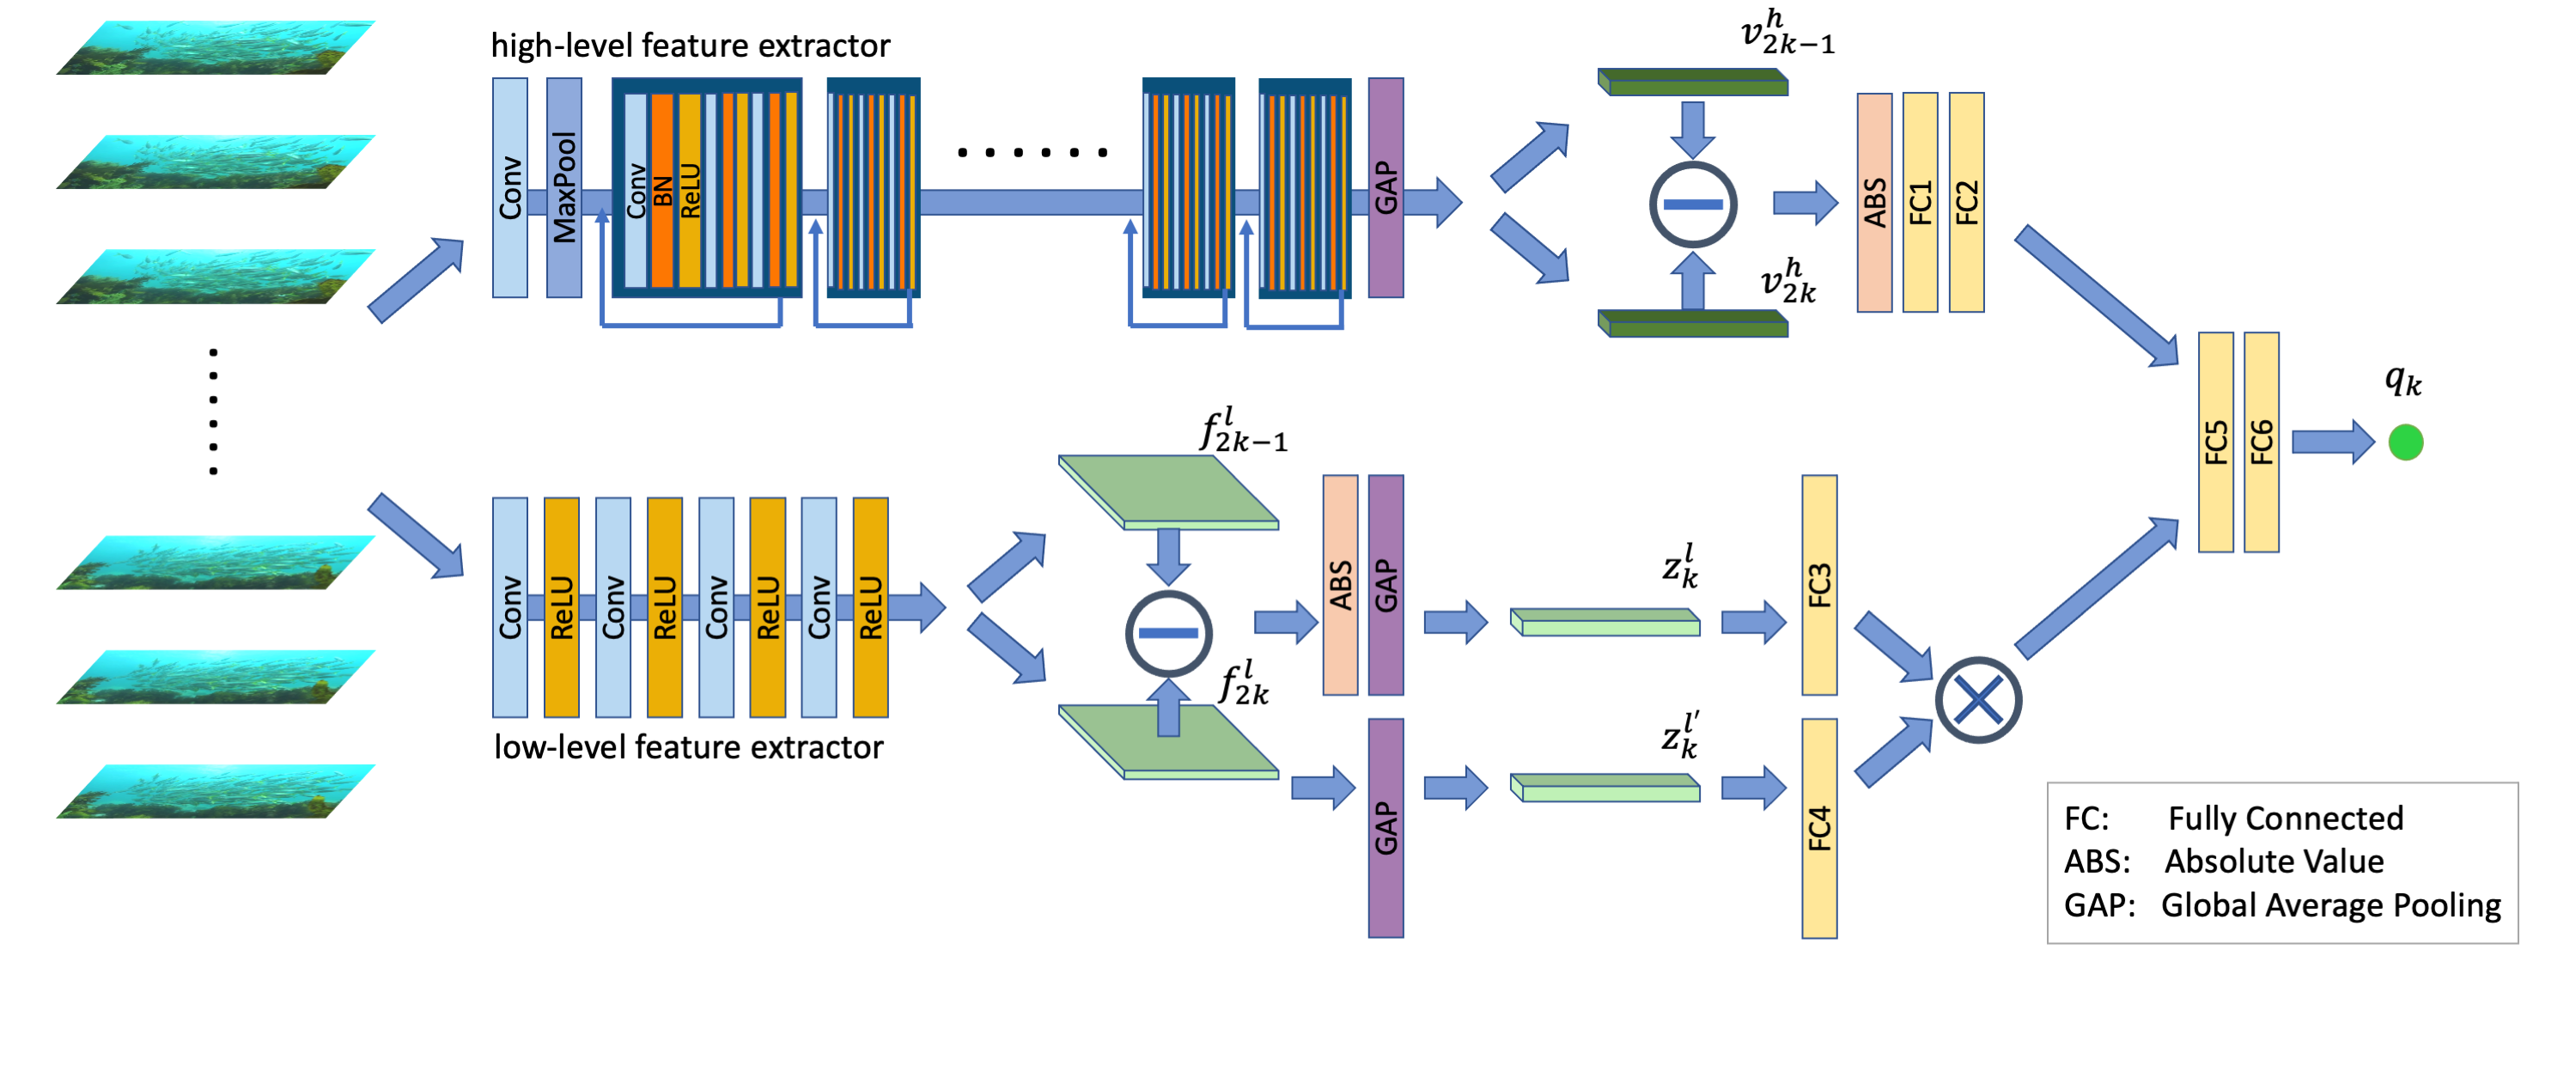 high-level feature extractor
Conv
MaxPool
Conv
BN
ReLU
......
GAP
v^h_{2k-1}
v^h_{2k}
ABS
FC1
FC2
Conv
ReLU
Conv
ReLU
Conv
ReLU
Conv
ReLU
low-level feature extractor
f^l_{2k-1}
f^l_{2k}
ABS
GAP
z^l_k
FC3
GAP
z^{l'}_k
FC4
FC5
FC6
q_k
FC: Fully Connected
ABS: Absolute Value
GAP: Global Average Pooling